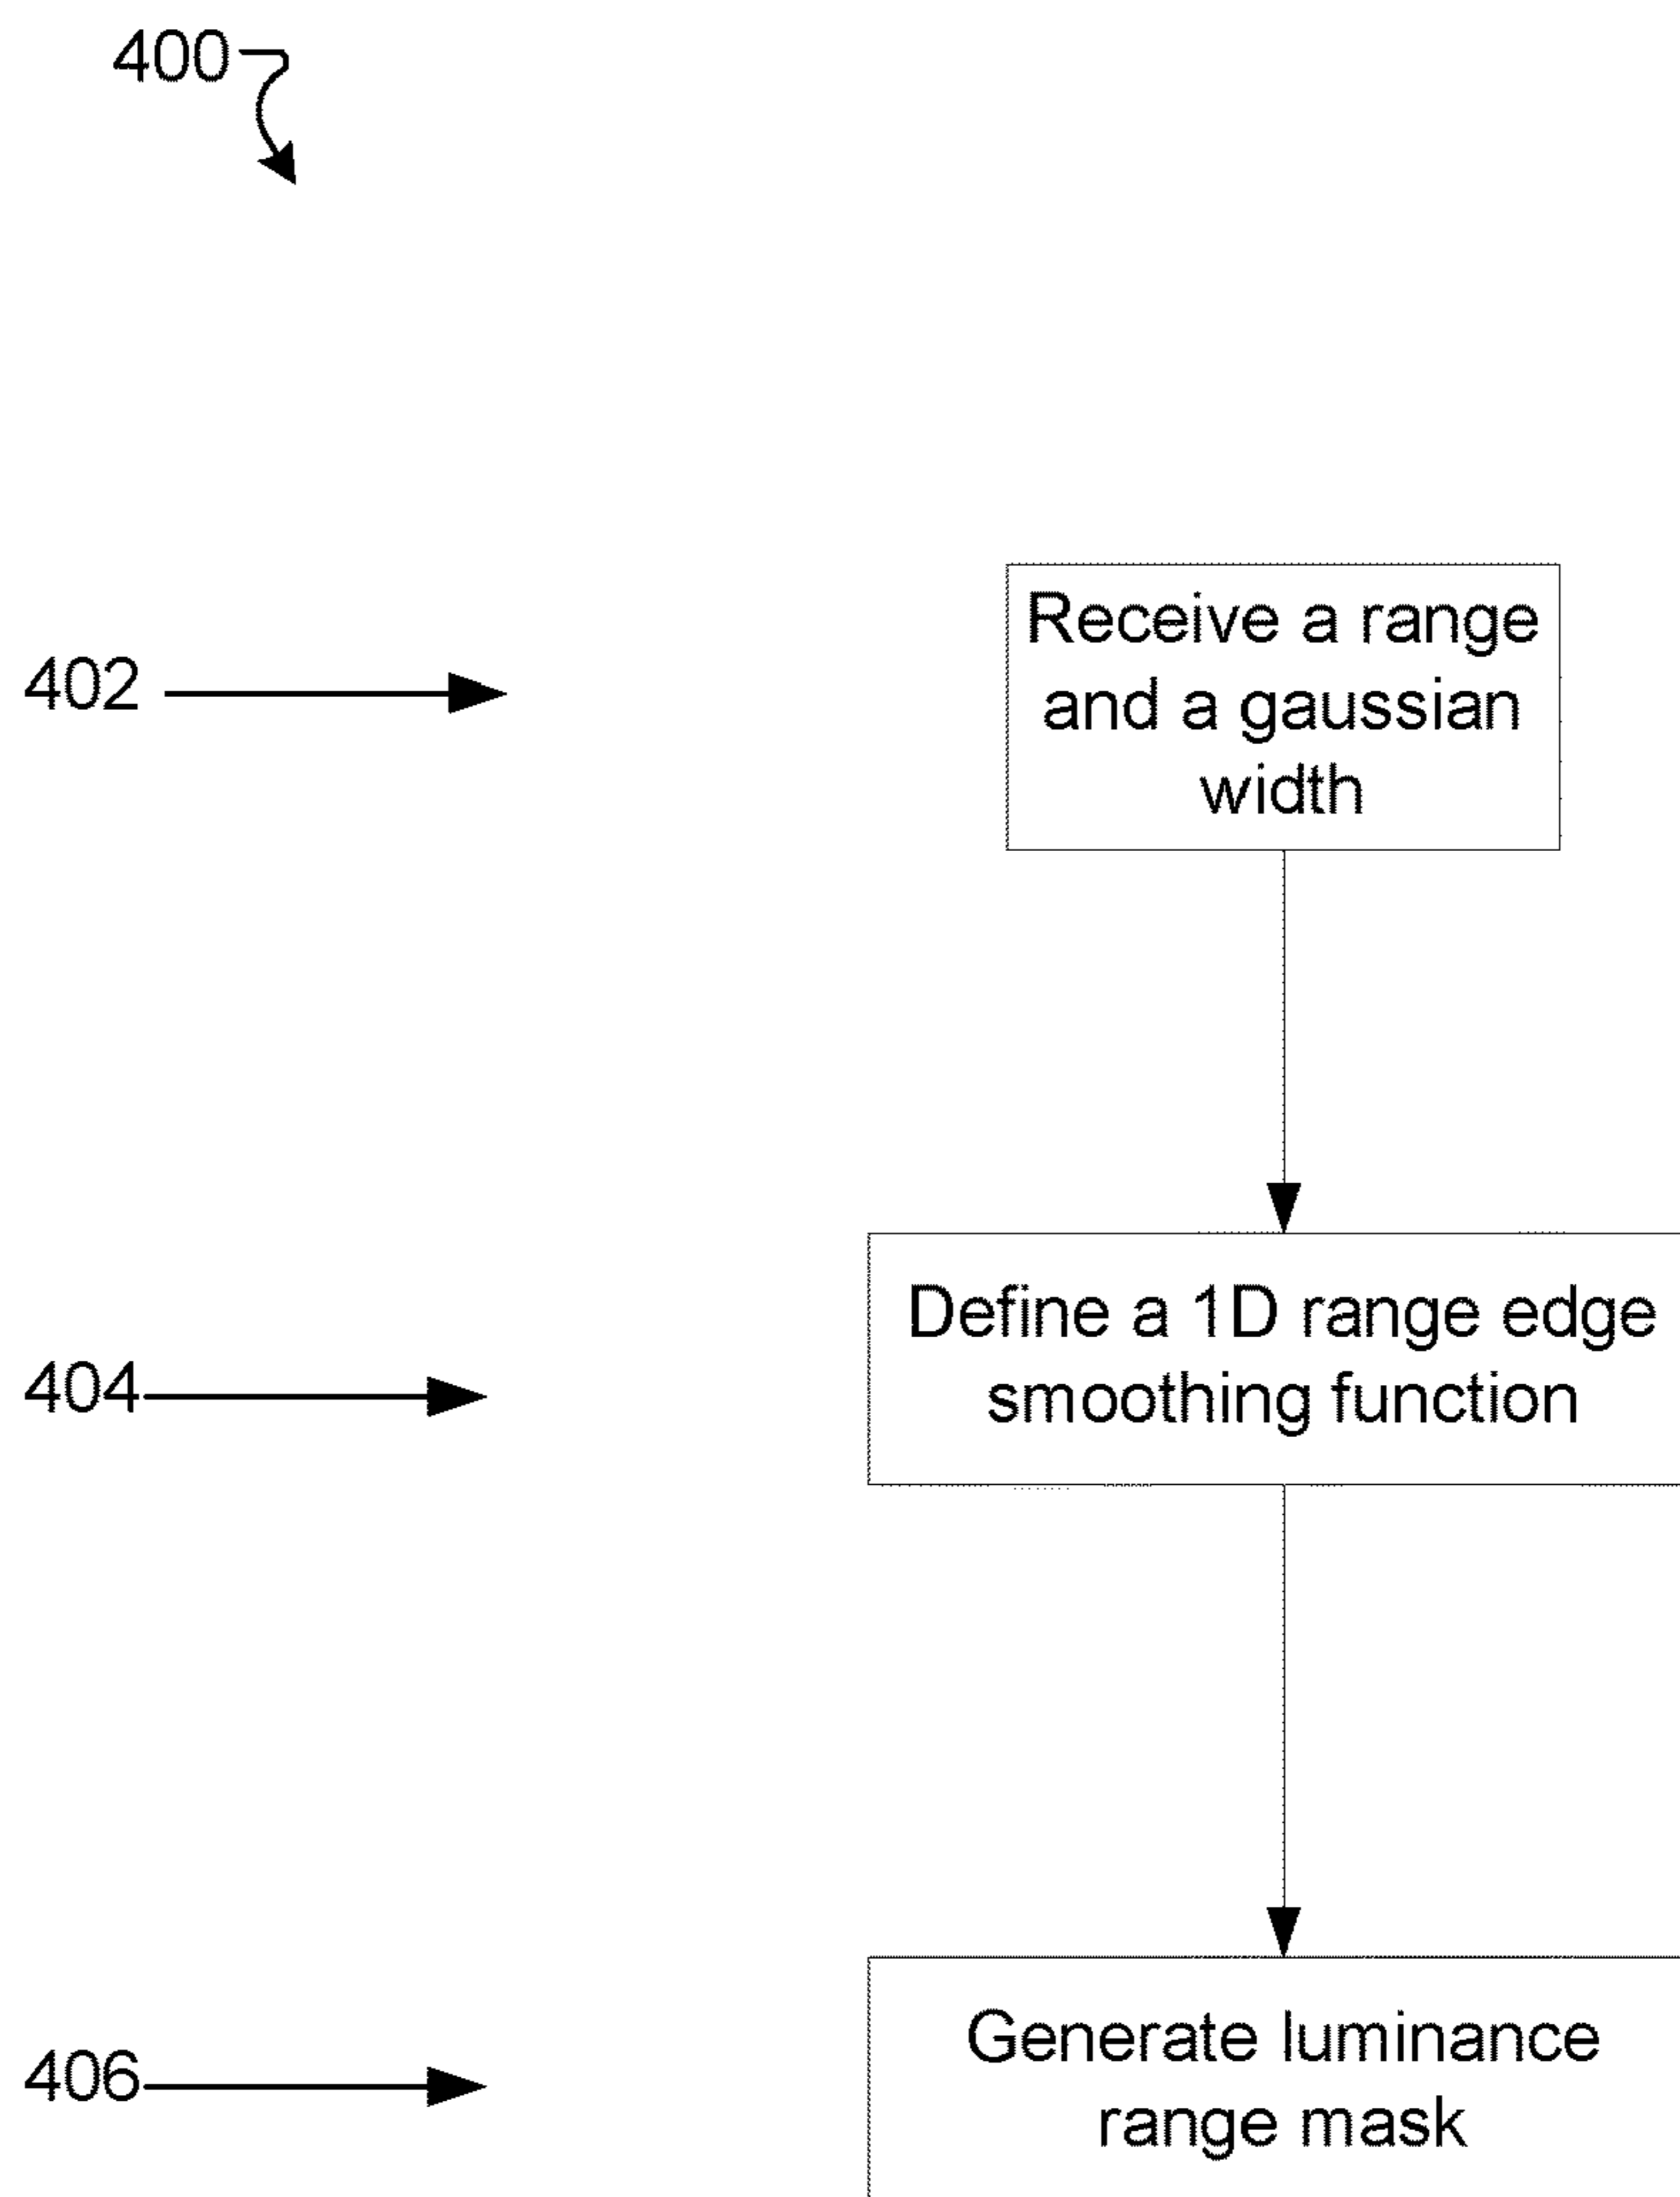 400
402
Receive a range
and a gaussian
width
404
Define a 1D range edge
smoothing function
406
Generate luminance
range mask